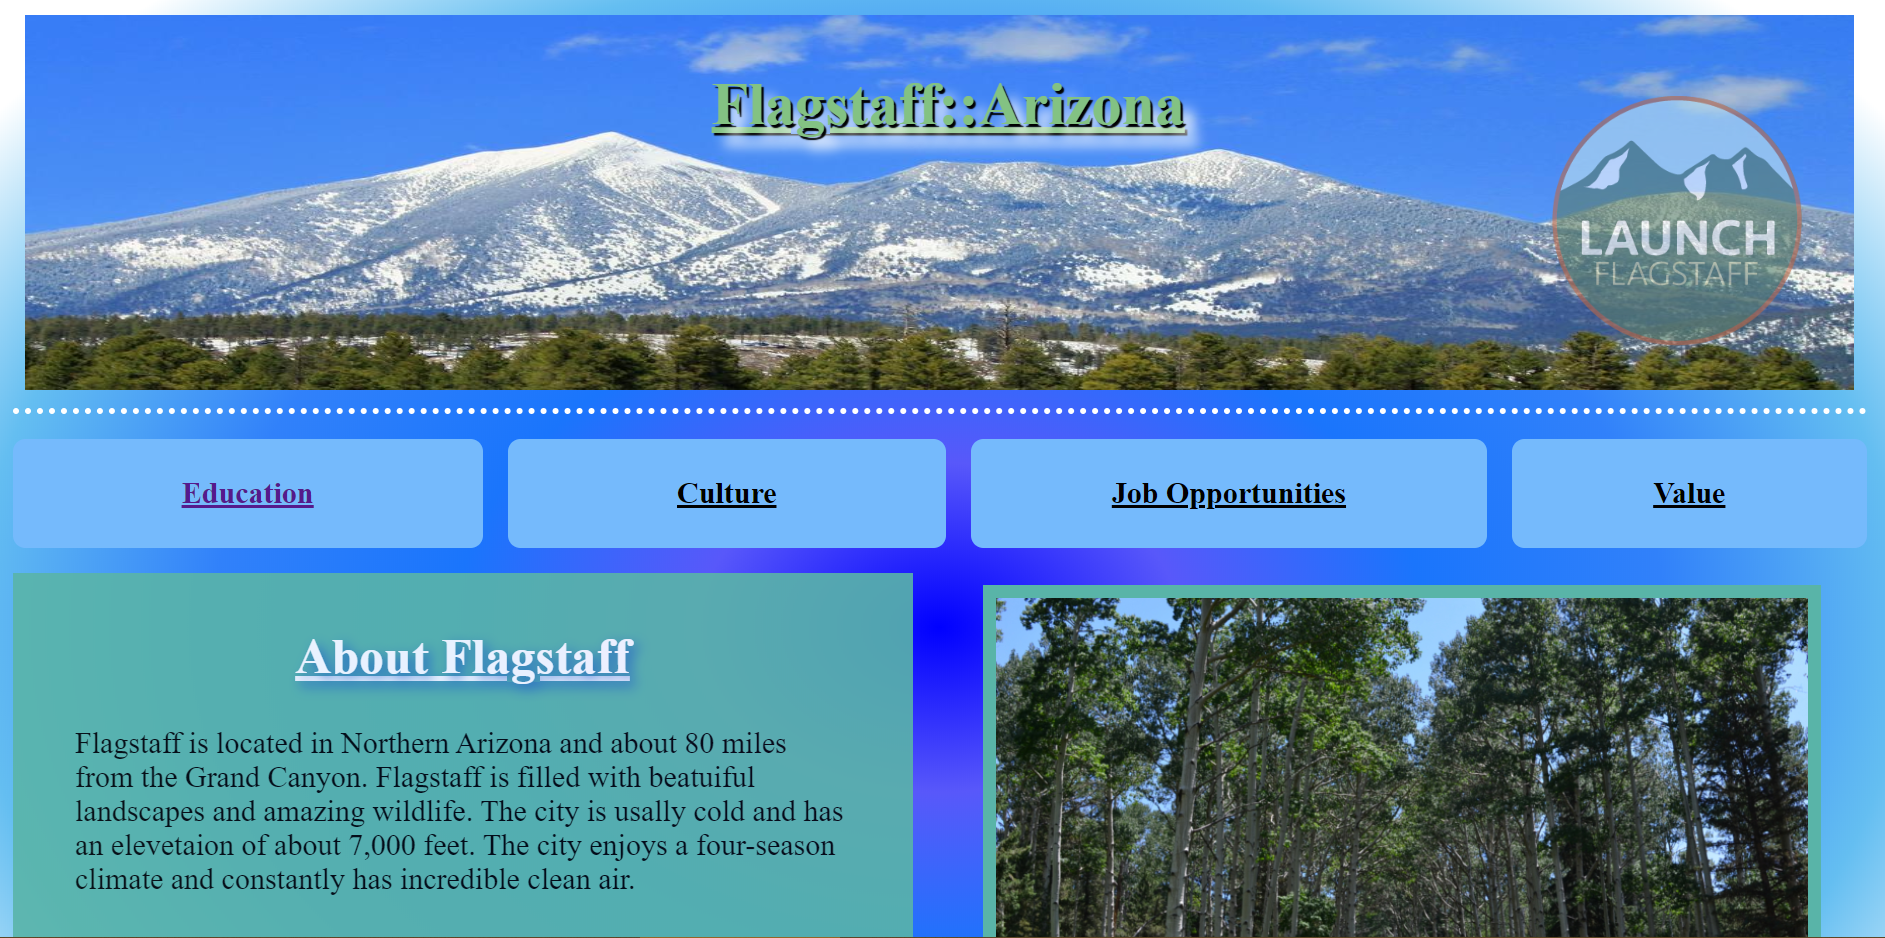 Flagstaff::Arizona
LAUNCH
FLAGSTAFF
Education
Culture
Job Opportunities
Value
About Flagstaff
Flagstaff is located in Northern Arizona and about 80 miles
from the Grand Canyon. Flagstaff is filled with beatuiful
landscapes and amazing wildlife. The city is usally cold and has
an elevetaion of about 7,000 feet. The city enjoys a four-season
climate and constantly has incredible clean air.